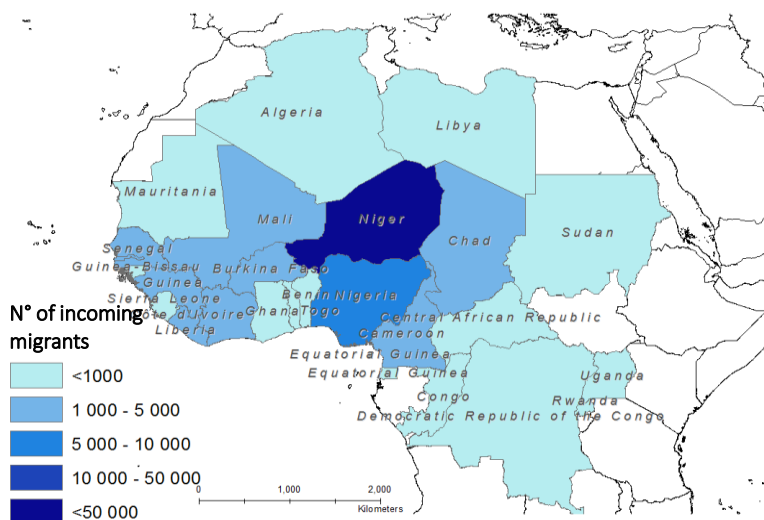 Algeria
Libya
Mauritania
Mali
Niger
Chad
Sudan
Senegal
Guinea-Bissau
Guinea
Burkina Faso
Sierra Leone
Benin
Nigeria
Côte d'Ivoire
Ghana
Togo
Liberia
Central African Republic
Cameroon
Equatorial Guinea
Equatorial Guinea
Uganda
Congo
Rwanda
Democratic Republic of the Congo
N° of incoming
migrants
<1000
1 000 - 5 000
5 000 - 10 000
10 000 - 50 000
<50 000
0 1,000 2,000
Kilometers